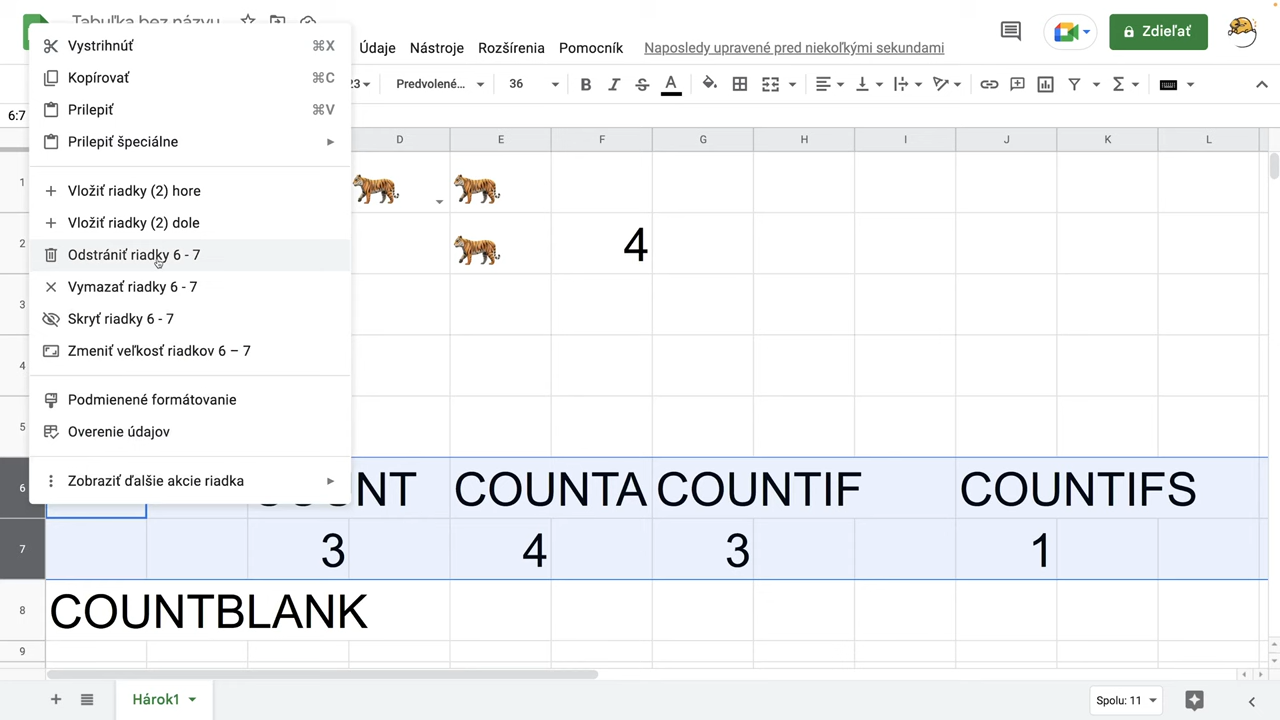 Tabuľka bez názvu
Údaje Nástroje Rozšírenia Pomocník Naposledy upravené pred niekoľkými sekundami Zdieľať
23 Predvolené... 36 B I S A
6:7
D E F G H I J K L
1
2 4
3
4
5
6 NT COUNTA COUNTIF COUNTIFS
7 3 4 3 1
8 COUNTBLANK
9
Vystrihnúť ⌘X
Kopírovať ⌘C
Prilepiť ⌘V
Prilepiť špeciálne
Vložiť riadky (2) hore
Vložiť riadky (2) dole
Odstrániť riadky 6 - 7
Vymazať riadky 6 - 7
Skryť riadky 6 - 7
Zmeniť veľkosť riadkov 6 – 7
Podmienené formátovanie
Overenie údajov
Zobraziť ďalšie akcie riadka
Hárok1 Spolu: 11